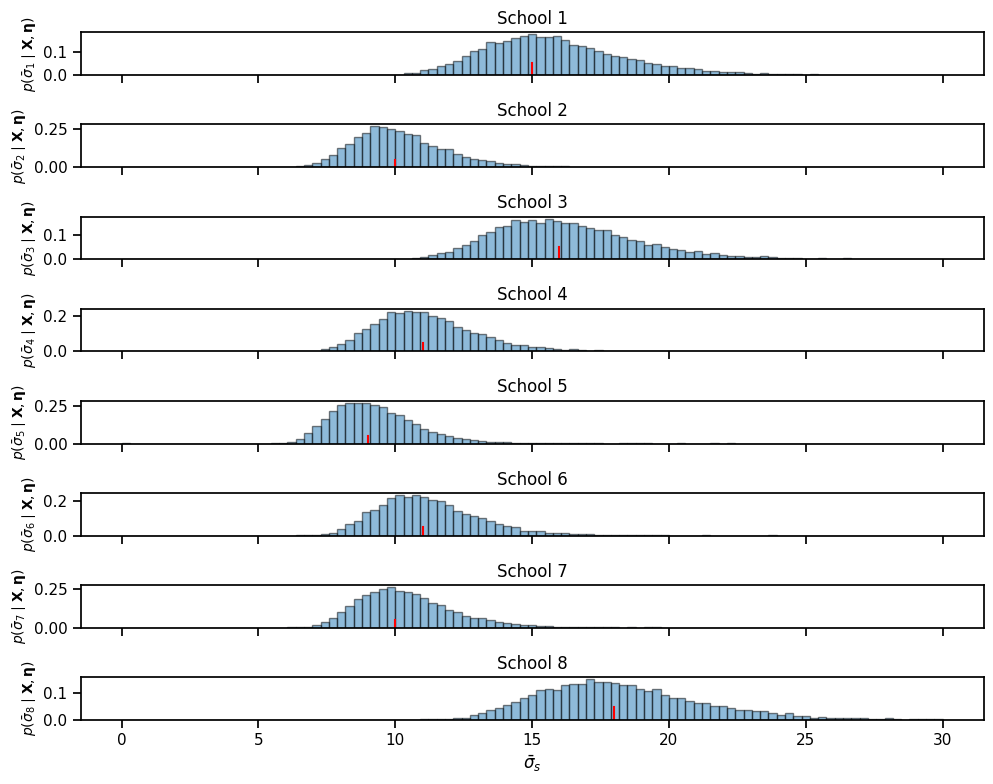 School 1
p(σ̄₁ | X, η)
0.1
0.0
School 2
p(σ̄₂ | X, η)
0.25
0.00
School 3
p(σ̄₃ | X, η)
0.1
0.0
School 4
p(σ̄₄ | X, η)
0.2
0.0
School 5
p(σ̄₅ | X, η)
0.25
0.00
School 6
p(σ̄₆ | X, η)
0.2
0.0
School 7
p(σ̄₇ | X, η)
0.25
0.00
School 8
p(σ̄₈ | X, η)
0.1
0.0
0 5 10 15 20 25 30
σ̄ₛ